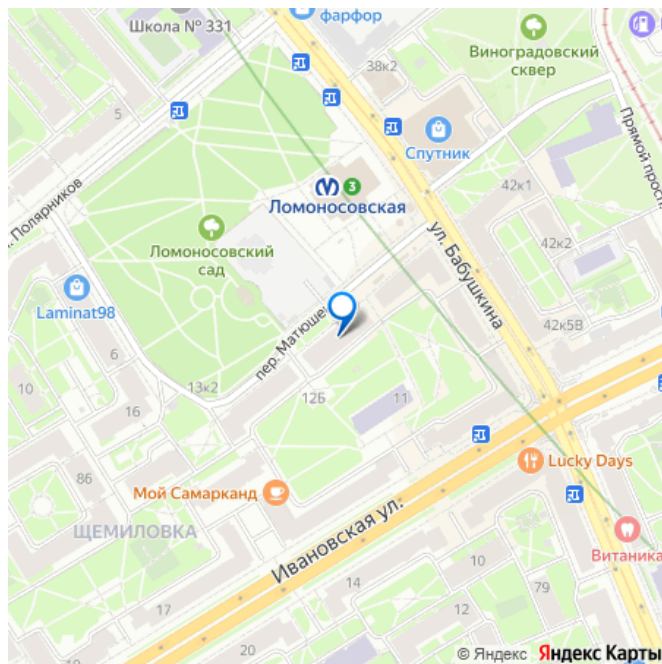 фарфор
Школа № 331
Виноградовский
сквер
38к2
5
Спутник
Прямой просп.
42к1
3
Ломоносовская
Полярников
Ломоносовский
сад
ул. Бабушкина
42к2
Laminat98
42к5В
пер. Матюше
6
10
13к2
12Б
11
16
86
Lucky Days
Мой Самарканд
ЩЕМИЛОВКА
Ивановская ул.
Витаника
10
14
79
17
12
20
© Яндекс Яндекс Карты